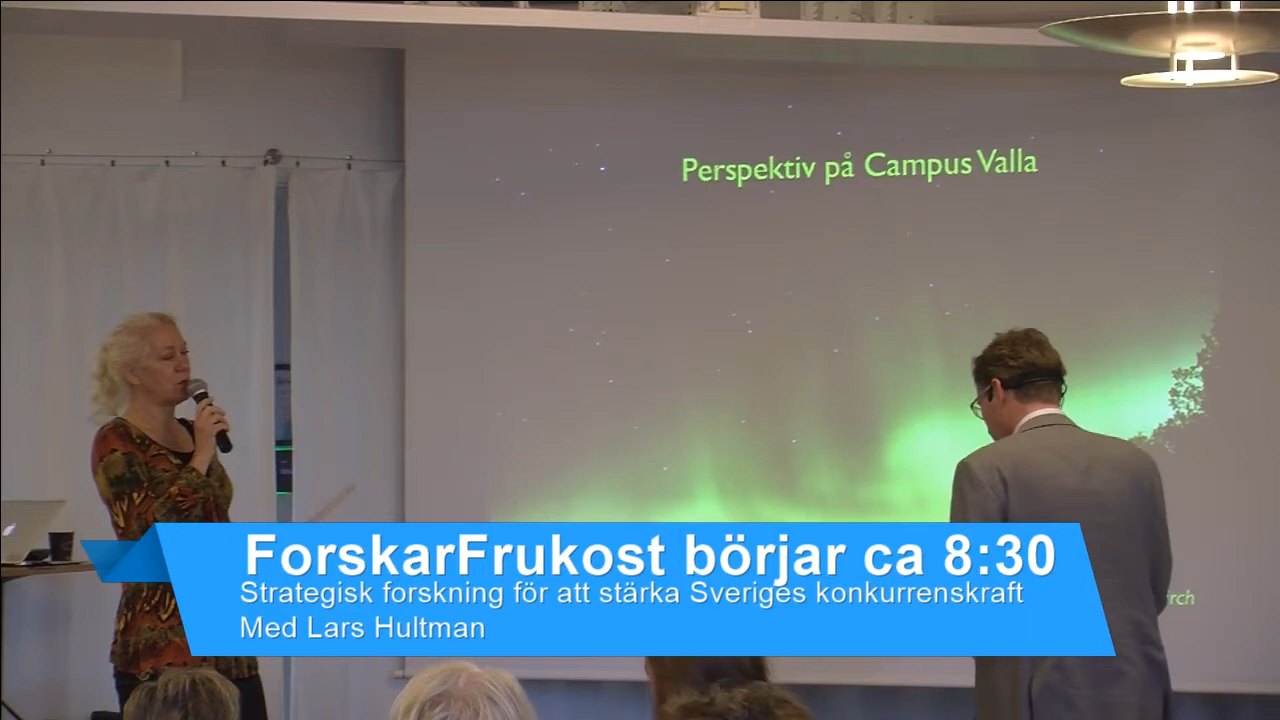 Perspektiv på Campus Valla
ForskarFrukost börjar ca 8:30
Strategisk forskning för att stärka Sveriges konkurrenskraft
Med Lars Hultman